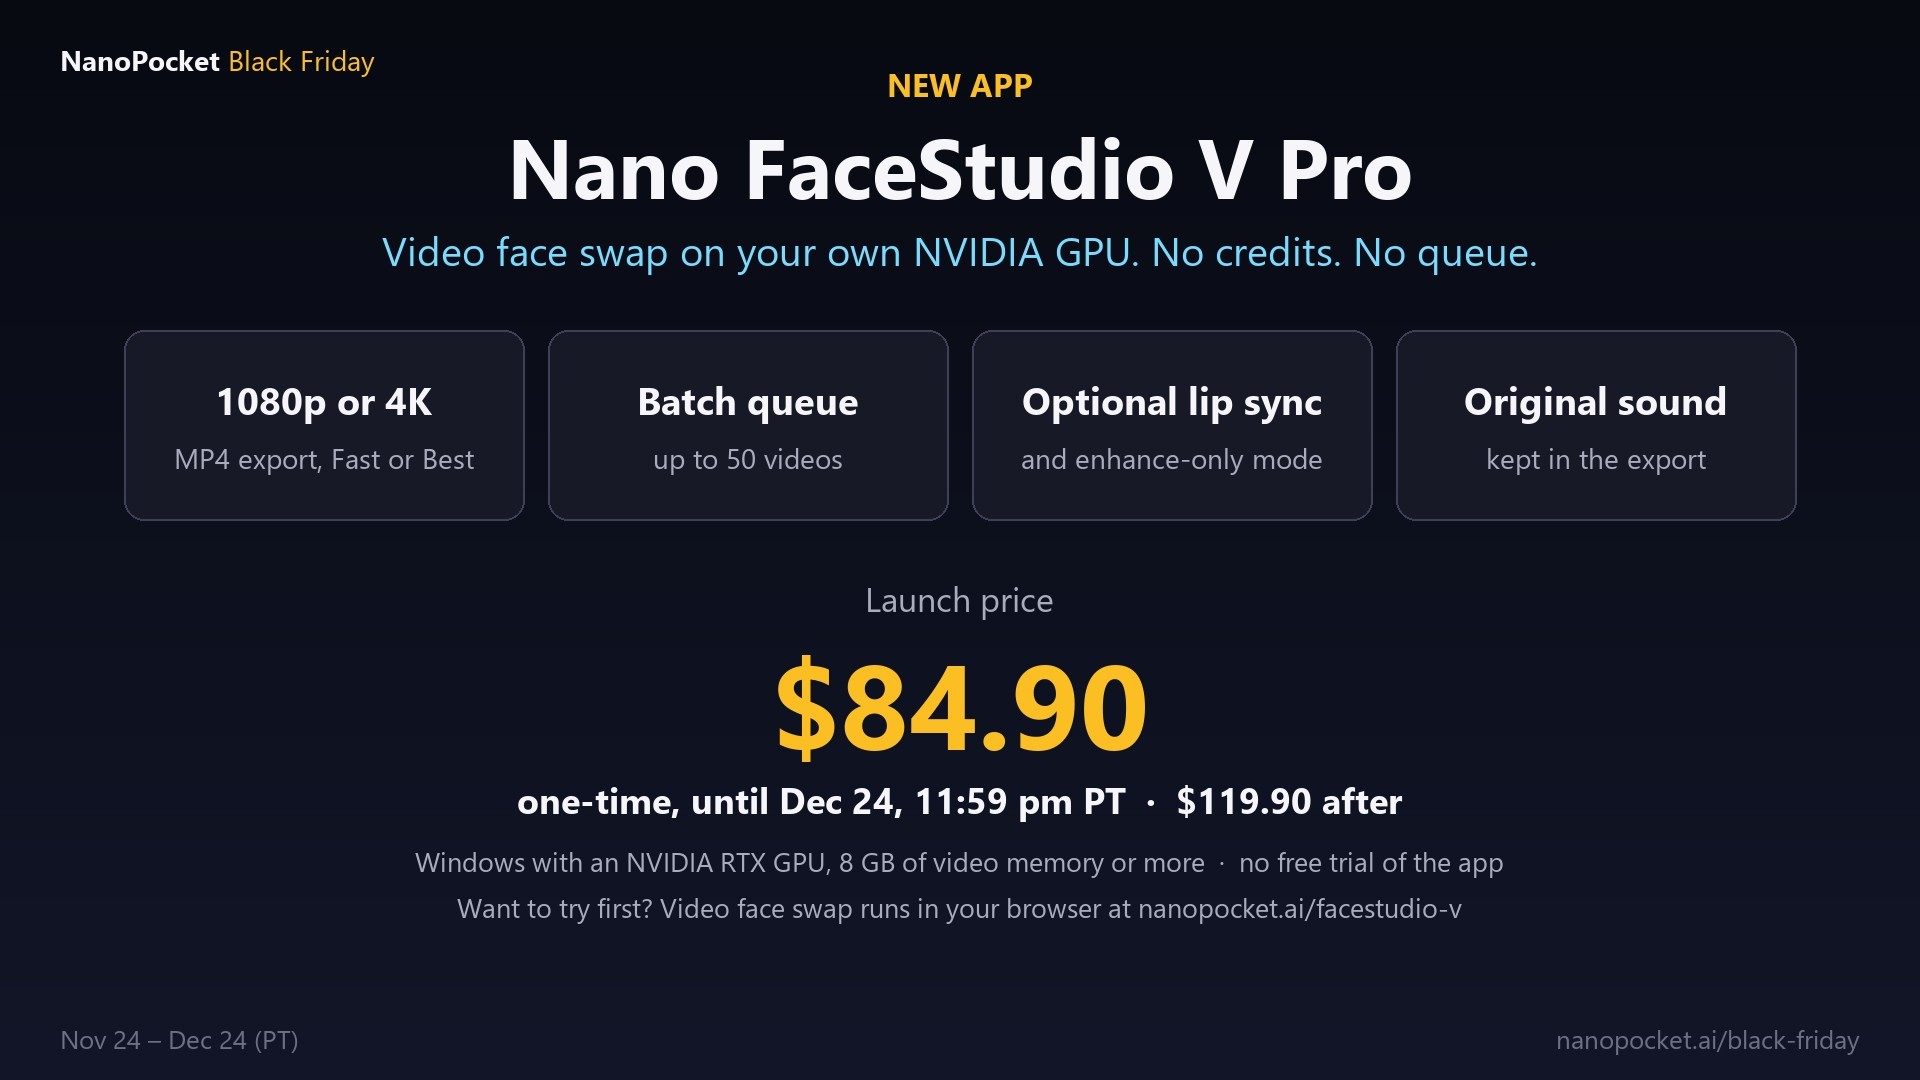 NanoPocket Black Friday
NEW APP
Nano FaceStudio V Pro
Video face swap on your own NVIDIA GPU. No credits. No queue.
1080p or 4K
MP4 export, Fast or Best
Batch queue
up to 50 videos
Optional lip sync
and enhance-only mode
Original sound
kept in the export
Launch price
$84.90
one-time, until Dec 24, 11:59 pm PT · $119.90 after
Windows with an NVIDIA RTX GPU, 8 GB of video memory or more · no free trial of the app
Want to try first? Video face swap runs in your browser at nanopocket.ai/facestudio-v
Nov 24 – Dec 24 (PT)
nanopocket.ai/black-friday